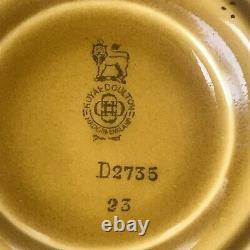 ROYAL DOULTON
MADE IN ENGLAND
D2735
23